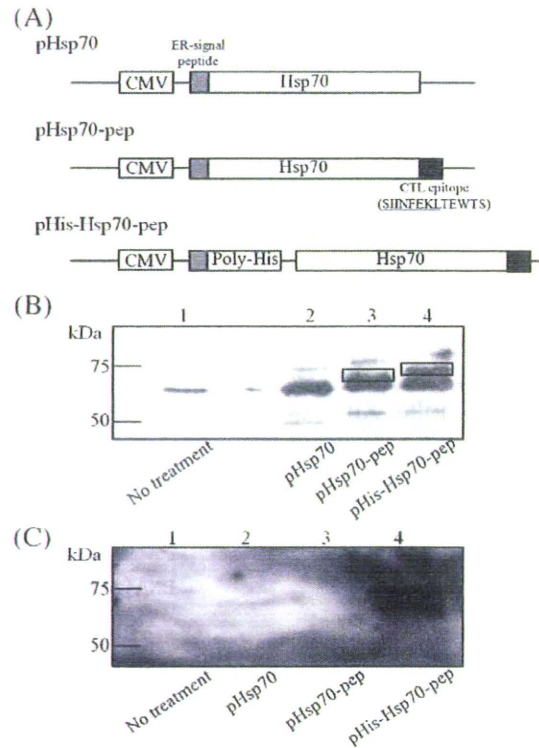 (A)
pHsp70
ER-signal
peptide
CMV
Hsp70
pHsp70-pep
CMV
Hsp70
CTL epitope
(SIINFEKLTEWTS)
pHis-Hsp70-pep
CMV
Poly-His
Hsp70
(B)
kDa
1 2 3 4
75
50
No treatment
pHsp70
pHsp70-pep
pHis-Hsp70-pep
(C)
kDa
1 2 3 4
75
50
No treatment
pHsp70
pHsp70-pep
pHis-Hsp70-pep